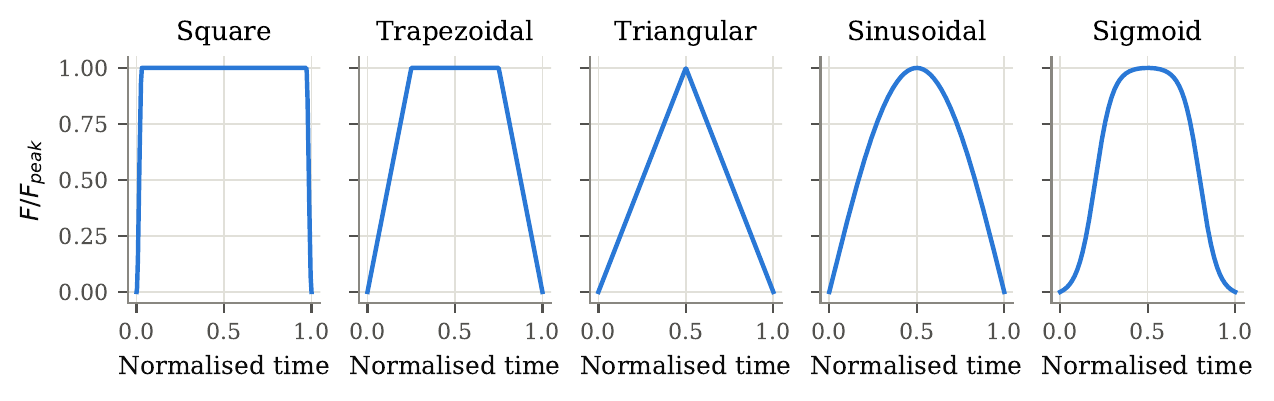 Square Trapezoidal Triangular Sinusoidal Sigmoid
1.00
0.75
0.50
0.25
0.00
F/F_peak
0.0 0.5 1.0 0.0 0.5 1.0 0.0 0.5 1.0 0.0 0.5 1.0 0.0 0.5 1.0
Normalised time Normalised time Normalised time Normalised time Normalised time